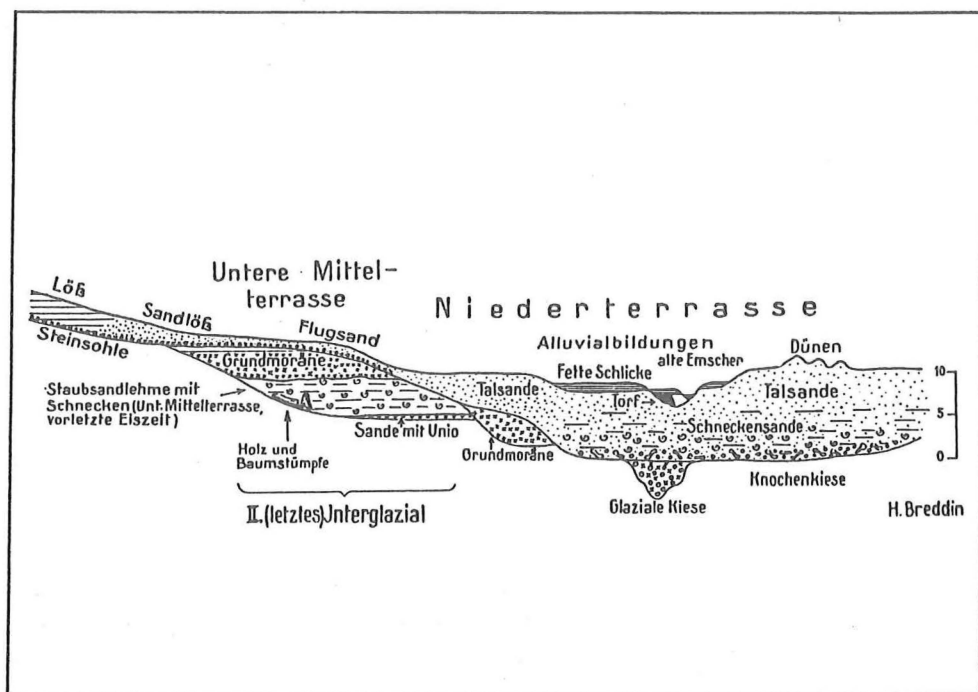 Untere Mittel-
terrasse
Niederterrasse
Löß
Sandlöß
Flugsand
Steinsohle
Grundmoräne
Alluvialbildungen
Fette Schlicke
alte Emscher
Dünen
Talsande
Torf
Talsande
Staubsandlehme mit
Schnecken (Unt. Mittelterrasse,
vorletzte Eiszeit)
Schneckensande
Sande mit Unio
Holz und
Baumstümpfe
Grundmoräne
Knochenkiese
Glaziale Kiese
II.(letztes)Unterglazial
10
5
0
H. Breddin